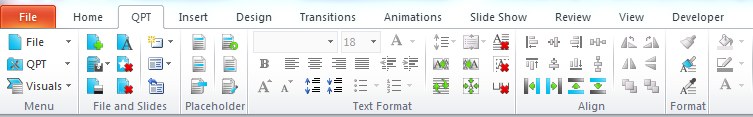 File Home QPT Insert Design Transitions Animations Slide Show Review View Developer
File 18 A
QPT B
Visuals A
Menu File and Slides Placeholder Text Format Align Format